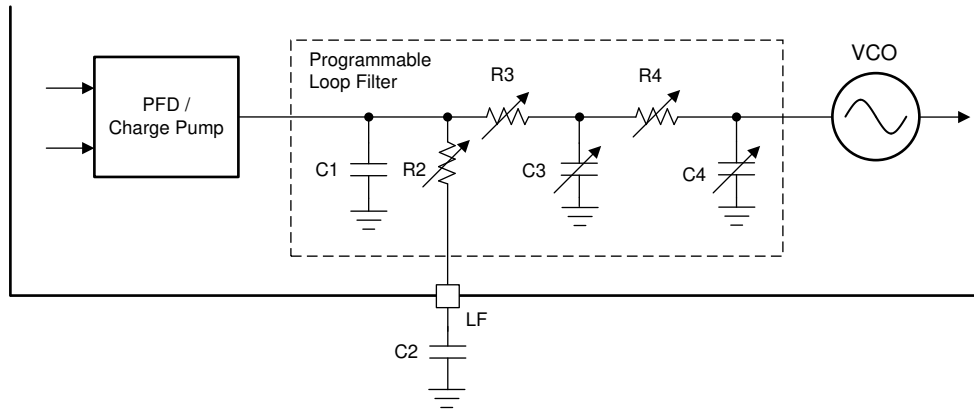 Programmable
Loop Filter
VCO
R3
R4
PFD /
Charge Pump
C1
R2
C3
C4
LF
C2